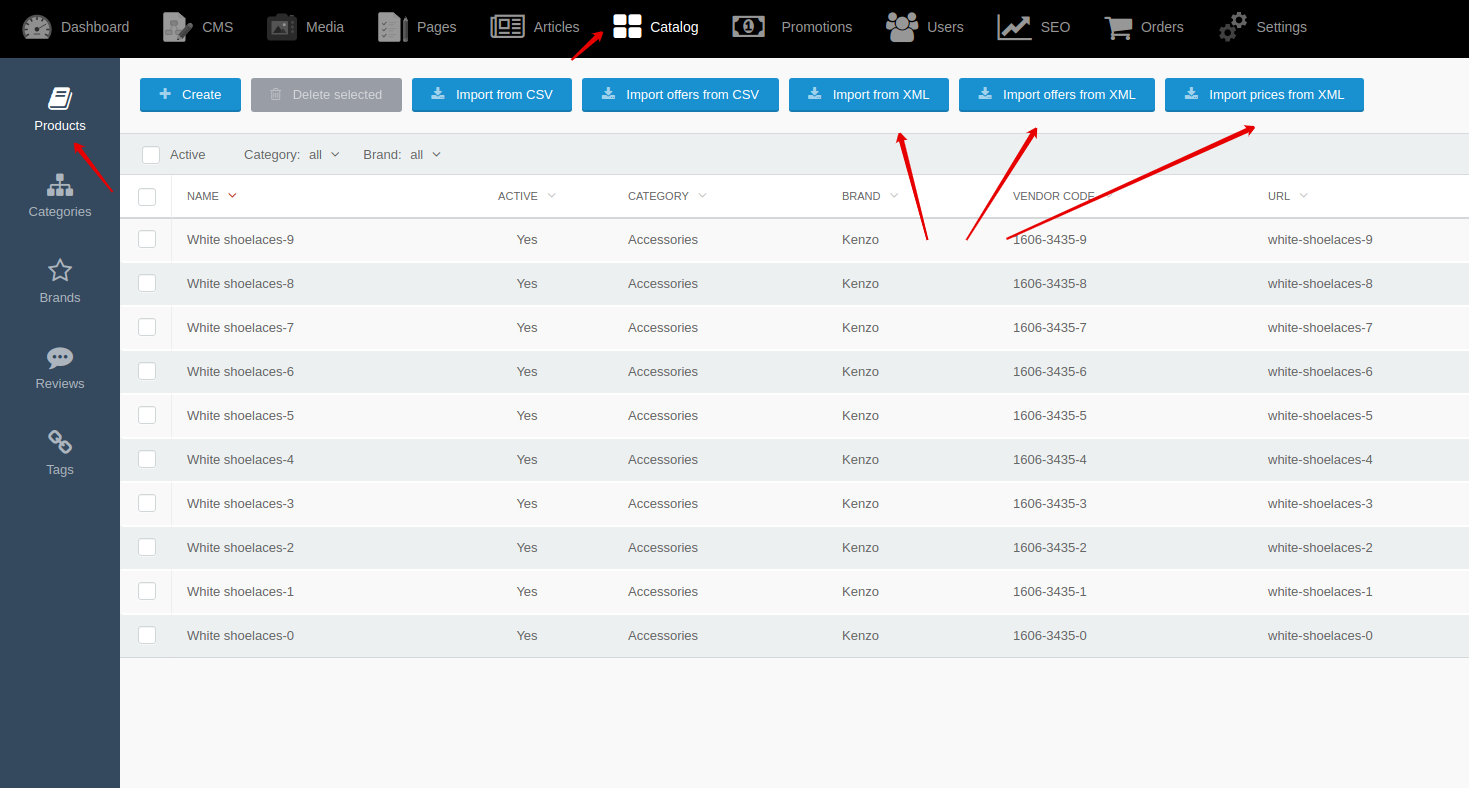 Dashboard CMS Media Pages Articles Catalog Promotions Users SEO Orders Settings
Products
Categories
Brands
Reviews
Tags
Create Delete selected Import from CSV Import offers from CSV Import from XML Import offers from XML Import prices from XML
Active Category: all Brand: all
NAME ACTIVE CATEGORY BRAND VENDOR CODE URL
White shoelaces-9 Yes Accessories Kenzo 1606-3435-9 white-shoelaces-9
White shoelaces-8 Yes Accessories Kenzo 1606-3435-8 white-shoelaces-8
White shoelaces-7 Yes Accessories Kenzo 1606-3435-7 white-shoelaces-7
White shoelaces-6 Yes Accessories Kenzo 1606-3435-6 white-shoelaces-6
White shoelaces-5 Yes Accessories Kenzo 1606-3435-5 white-shoelaces-5
White shoelaces-4 Yes Accessories Kenzo 1606-3435-4 white-shoelaces-4
White shoelaces-3 Yes Accessories Kenzo 1606-3435-3 white-shoelaces-3
White shoelaces-2 Yes Accessories Kenzo 1606-3435-2 white-shoelaces-2
White shoelaces-1 Yes Accessories Kenzo 1606-3435-1 white-shoelaces-1
White shoelaces-0 Yes Accessories Kenzo 1606-3435-0 white-shoelaces-0